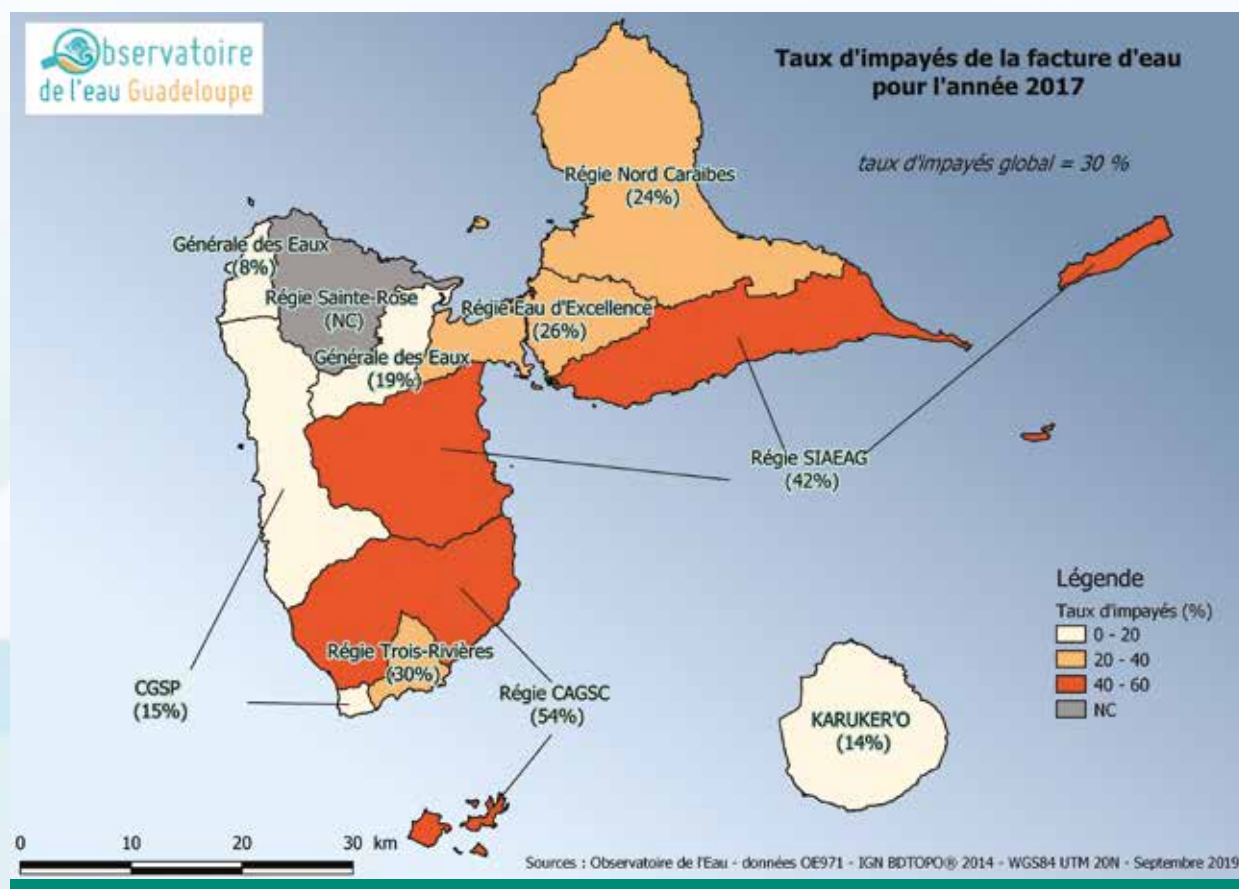 Observatoire
de l'eau Guadeloupe
Taux d'impayés de la facture d'eau
pour l'année 2017
taux d'impayés global = 30 %
Régie Nord Caraibes
(24%)
Générale des Eaux
(8%)
Régie Sainte-Rose
(NC)
Régie Eau d'Excellence
(26%)
Générale des Eaux
(19%)
Régie SIAEAG
(42%)
Régie Trois-Rivières
(30%)
CGSP
(15%)
Régie CAGSC
(54%)
KARUKER'O
(14%)
Légende
Taux d'impayés (%)
0 - 20
20 - 40
40 - 60
NC
0 10 20 30 km
Sources : Observatoire de l'Eau - données OE971 - IGN BDTOPO® 2014 - WGS84 UTM 20N - Septembre 2019